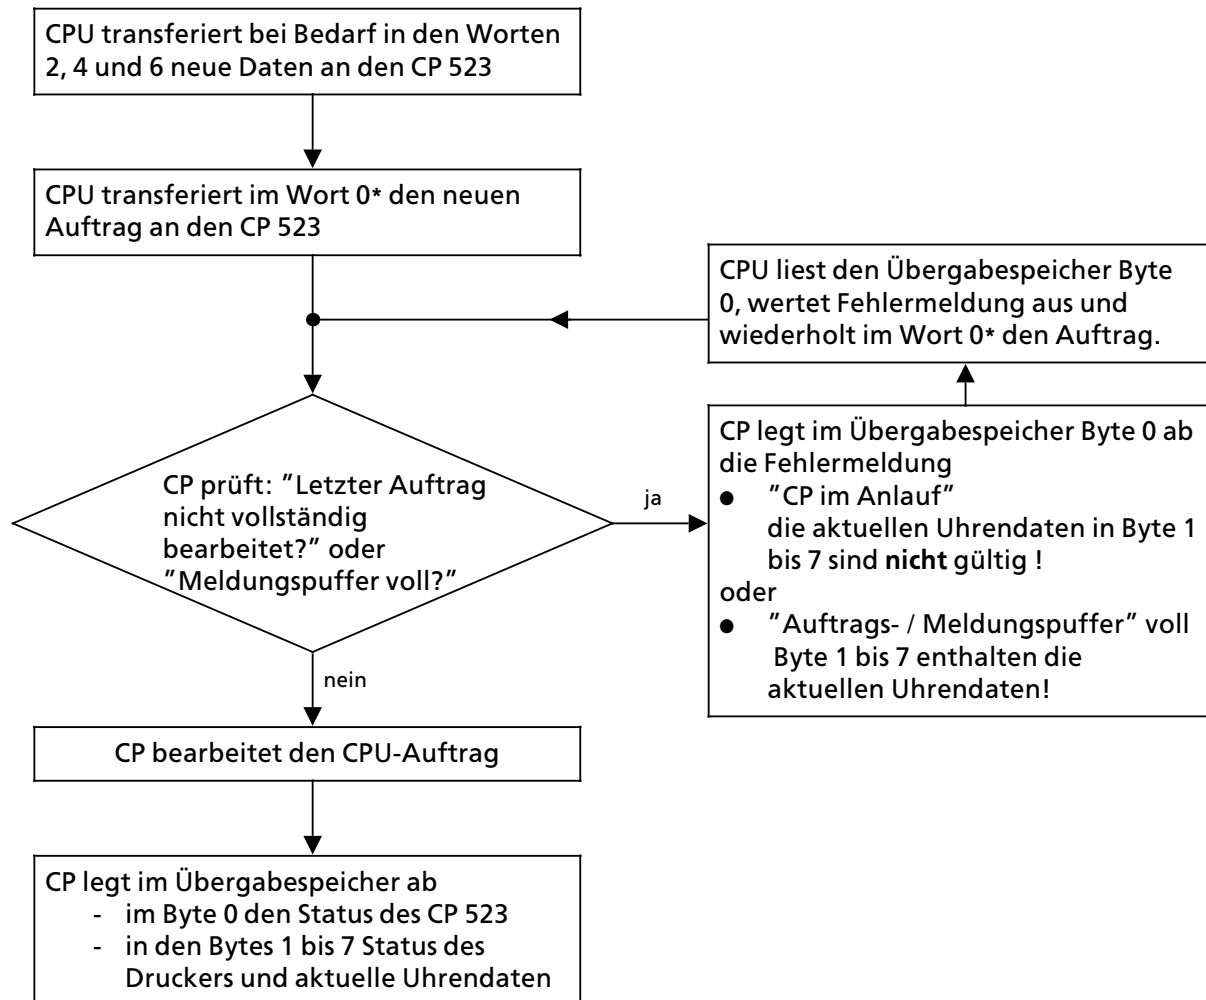 CPU transferiert bei Bedarf in den Worten
2, 4 und 6 neue Daten an den CP 523
CPU transferiert im Wort 0* den neuen
Auftrag an den CP 523
CPU liest den Übergabespeicher Byte
0, wertet Fehlermeldung aus und
wiederholt im Wort 0* den Auftrag.
CP prüft: "Letzter Auftrag
nicht vollständig
bearbeitet?" oder
"Meldungspuffer voll?"
ja
CP legt im Übergabespeicher Byte 0 ab
die Fehlermeldung
● "CP im Anlauf"
die aktuellen Uhrendaten in Byte 1
bis 7 sind nicht gültig !
oder
● "Auftrags- / Meldungspuffer" voll
Byte 1 bis 7 enthalten die
aktuellen Uhrendaten!
nein
CP bearbeitet den CPU-Auftrag
CP legt im Übergabespeicher ab
- im Byte 0 den Status des CP 523
- in den Bytes 1 bis 7 Status des
Druckers und aktuelle Uhrendaten